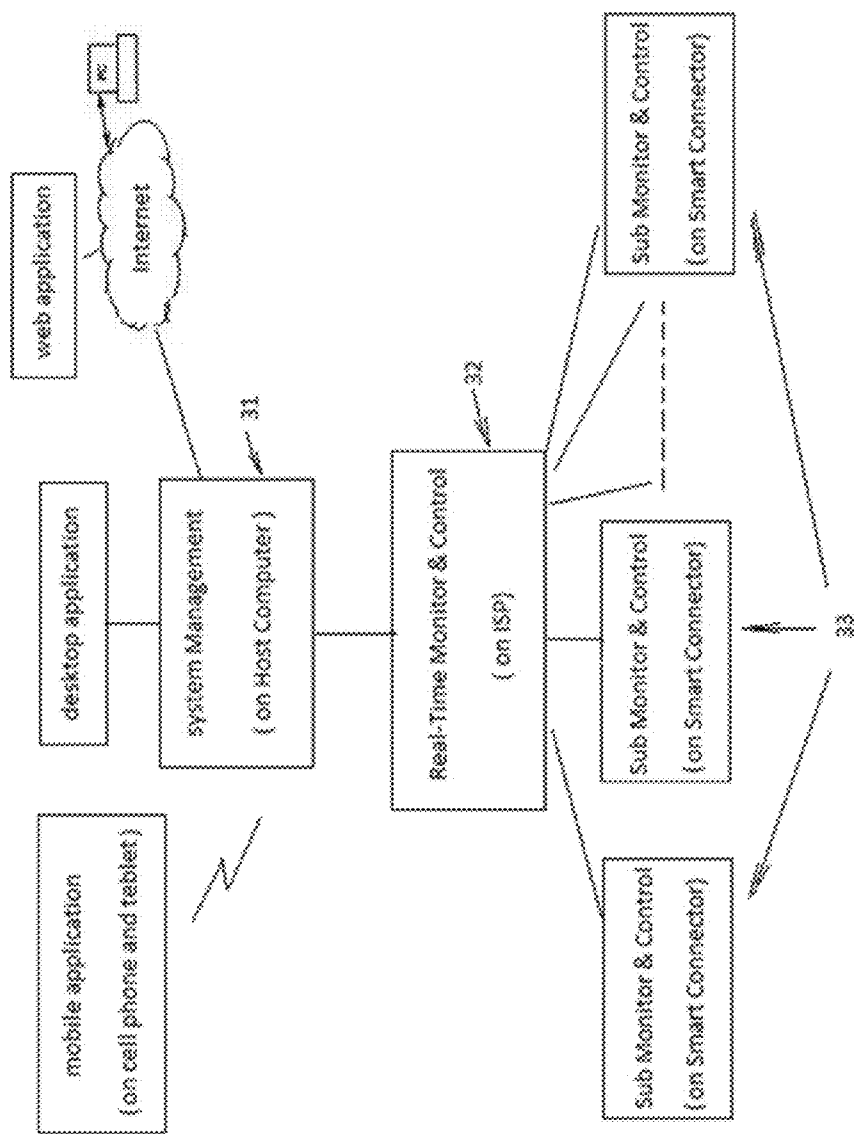 mobile application
(on cell phone and teblet)
desktop application
web application
Internet
PC
system Management
(on Host Computer)
31
Real-Time Monitor & Control
(on ISP)
32
Sub Monitor & Control
(on Smart Connector)
Sub Monitor & Control
(on Smart Connector)
Sub Monitor & Control
(on Smart Connector)
33